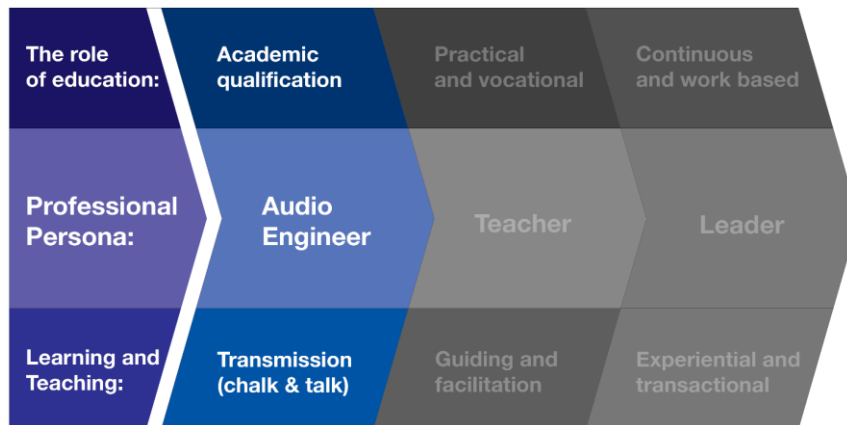 The role
of education:
Academic
qualification
Practical
and vocational
Continuous
and work based
Professional
Persona:
Audio
Engineer
Teacher
Leader
Learning and
Teaching:
Transmission
(chalk & talk)
Guiding and
facilitation
Experiential and
transactional